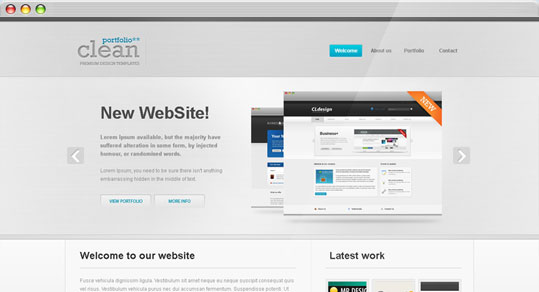 portfolio**
clean
PREMIUM DESIGN TEMPLATES
Welcome
About us
Portfolio
Contact
New WebSite!
Lorem Ipsum available, but the majority have
suffered alteration in some form, by injected
humour, or randomised words.
Lorem Ipsum, you need to be sure there isn't anything
embarrassing hidden in the middle of text.
VIEW PORTFOLIO
MORE INFO
CLdesign
NEW
Business+
Welcome to our website
Latest work
Fusce vehicula dignissim ligula. Vestibulum sit amet neque eu neque suscipit consequat quis
vel risus. Vestibulum vehicula purus nec dui accumsan fermentum. Suspendisse potenti. Ut
MR DESIGN